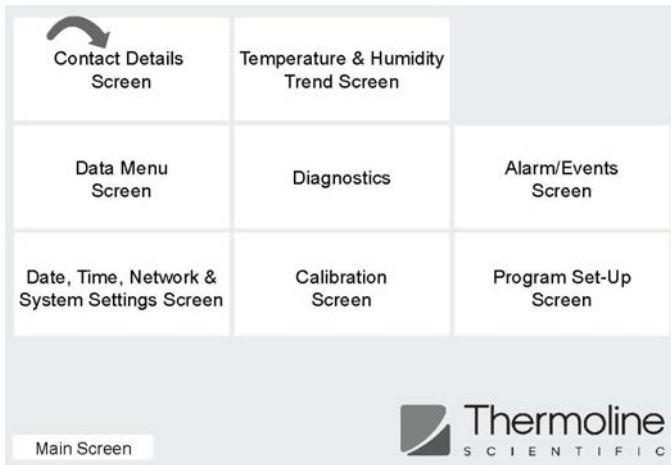 Contact Details
Screen
Temperature & Humidity
Trend Screen
Data Menu
Screen
Diagnostics
Alarm/Events
Screen
Date, Time, Network &
System Settings Screen
Calibration
Screen
Program Set-Up
Screen
Main Screen
Thermoline
SCIENTIFIC